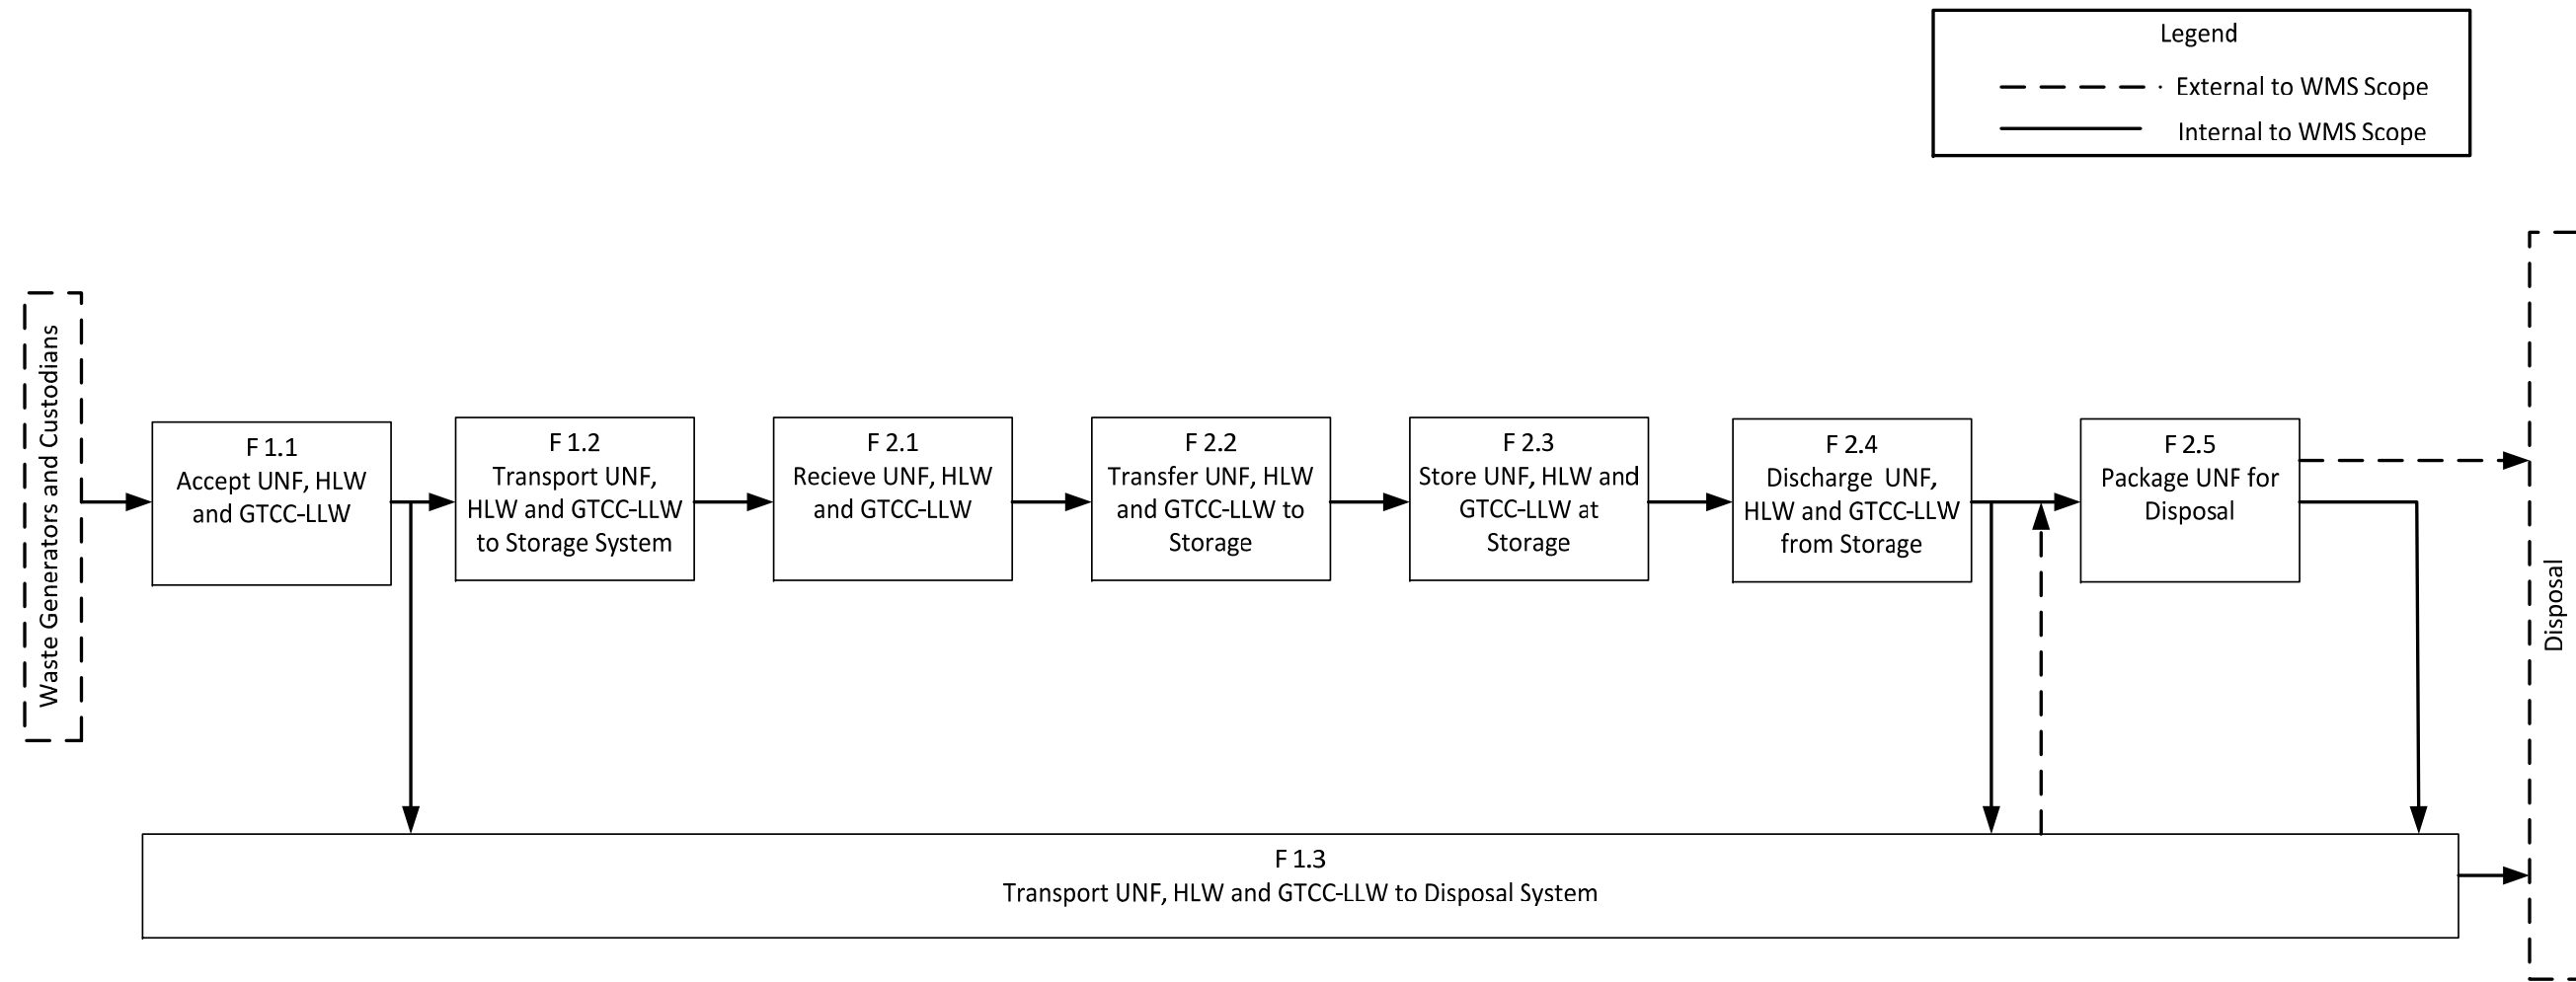 Legend
External to WMS Scope
Internal to WMS Scope
Waste Generators and Custodians
F 1.1
Accept UNF, HLW
and GTCC-LLW
F 1.2
Transport UNF,
HLW and GTCC-LLW
to Storage System
F 2.1
Recieve UNF, HLW
and GTCC-LLW
F 2.2
Transfer UNF, HLW
and GTCC-LLW to
Storage
F 2.3
Store UNF, HLW and
GTCC-LLW at
Storage
F 2.4
Discharge UNF,
HLW and GTCC-LLW
from Storage
F 2.5
Package UNF for
Disposal
Disposal
F 1.3
Transport UNF, HLW and GTCC-LLW to Disposal System